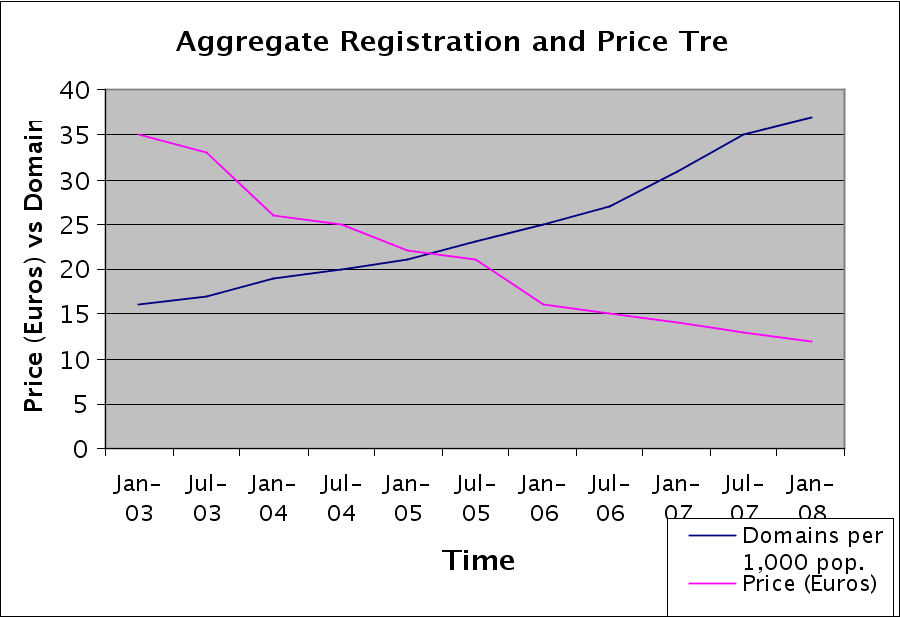 Aggregate Registration and Price Tre
Price (Euros) vs Domain
40
35
30
25
20
15
10
5
0
Jan-03
Jul-03
Jan-04
Jul-04
Jan-05
Jul-05
Jan-06
Jul-06
Jan-07
Jul-07
Jan-08
Time
Domains per
1,000 pop.
Price (Euros)